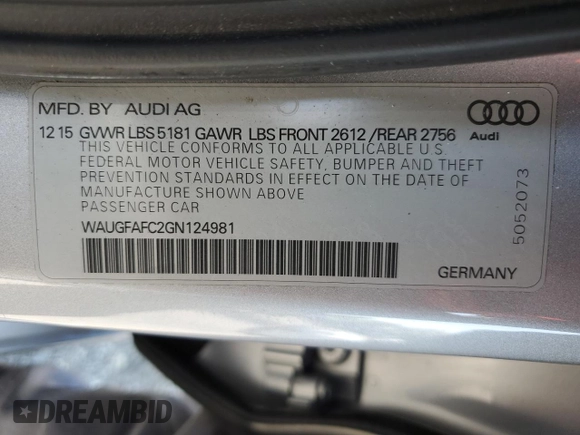 MFD. BY AUDI AG
12 15 GVWR LBS 5181 GAWR LBS FRONT 2612 /REAR 2756
Audi
THIS VEHICLE CONFORMS TO ALL APPLICABLE U S
FEDERAL MOTOR VEHICLE SAFETY, BUMPER AND THEFT
PREVENTION STANDARDS IN EFFECT ON THE DATE OF
MANUFACTURE SHOWN ABOVE
PASSENGER CAR
WAUGFAFC2GN124981
5052073
GERMANY
DREAMBID